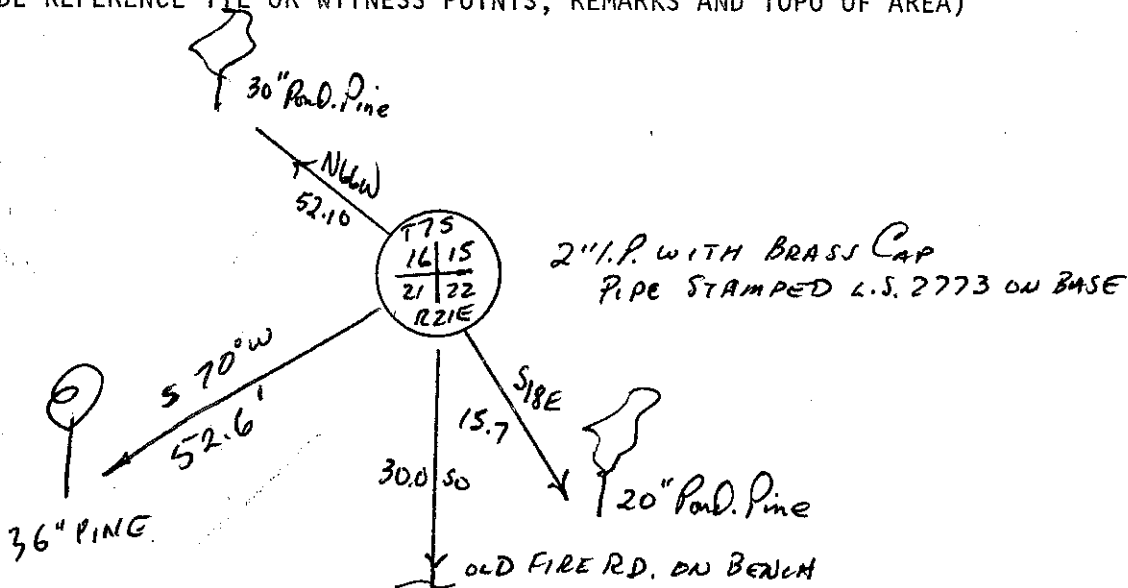 DE REFERENCE TIE OR WITNESS POINTS, REMARKS AND TOPO OF AREA)
30" Pond. Pine
N66W
52.10
T7S
16 15
21 22
R21E
2" I.P. WITH BRASS CAP
PIPE STAMPED L.S. 2773 ON BASE
S 70° W
52.6'
36" PINE
S18E
15.7
30.0 SO
20" Pond. Pine
OLD FIRE RD. ON BENCH